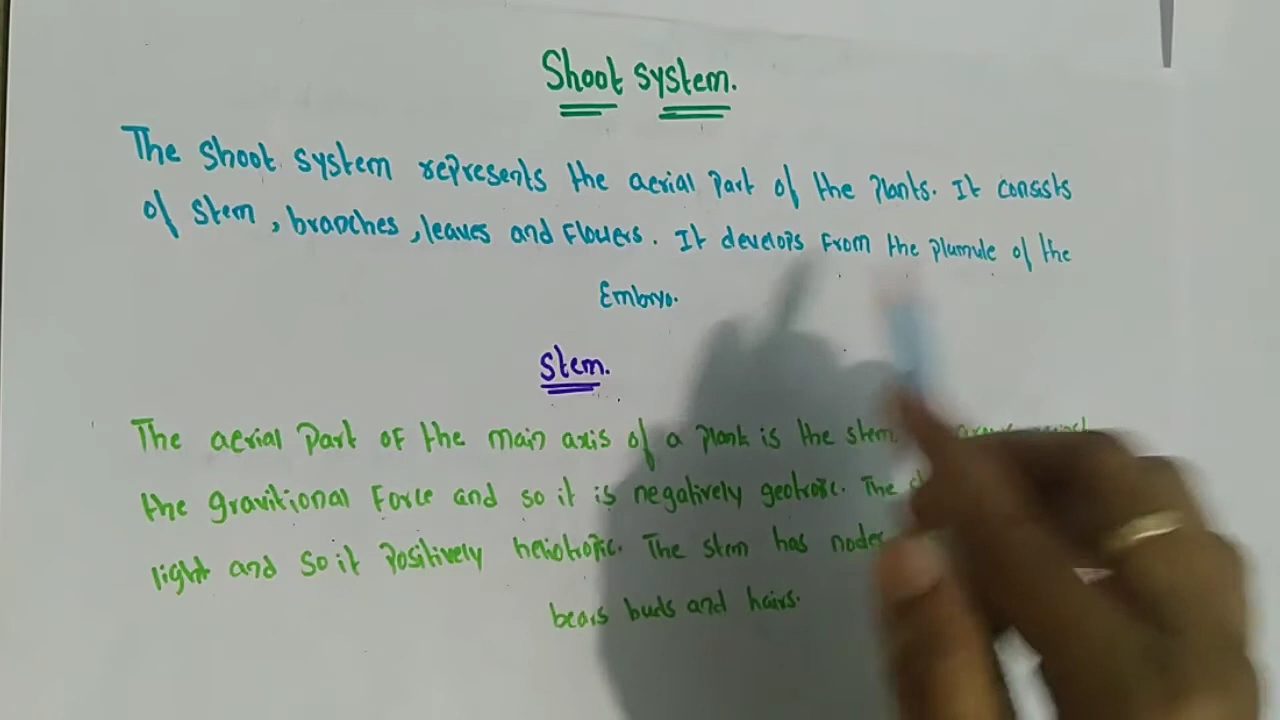 Shoot system.
The shoot system represents the aerial part of the plants. It consists
of stem, branches, leaves and flowers. It develops from the plumule of the
Embryo.
Stem.
The aerial part of the main axis of a plant is the stem.
the gravitional force and so it is negatively geotropic. The
light and so it positively heliotropic. The stem has nodes
bears buds and hairs.